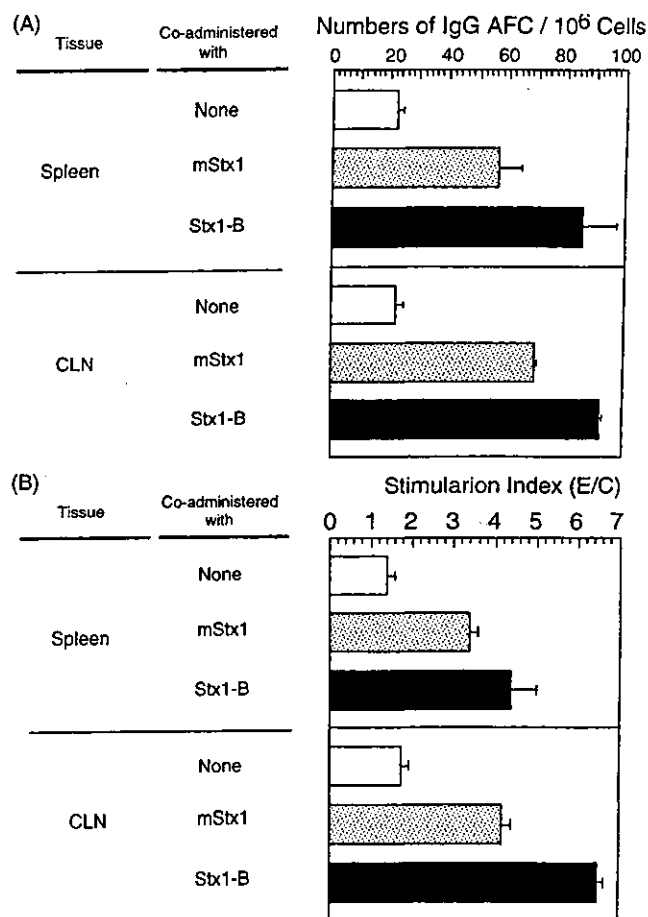 (A)
Tissue
Co-administered with
Numbers of IgG AFC / 10⁶ Cells
0 20 40 60 80 100
None
Spleen
mStx1
Stx1-B
None
CLN
mStx1
Stx1-B
(B)
Tissue
Co-administered with
Stimularion Index (E/C)
0 1 2 3 4 5 6 7
None
Spleen
mStx1
Stx1-B
None
CLN
mStx1
Stx1-B